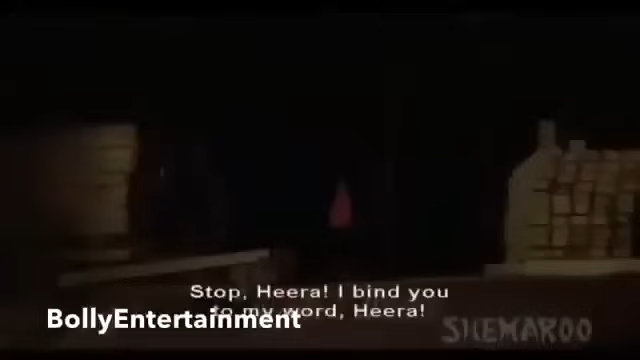 Stop, Heera! I bind you
to my word, Heera!
BollyEntertainment
SHEMAROO